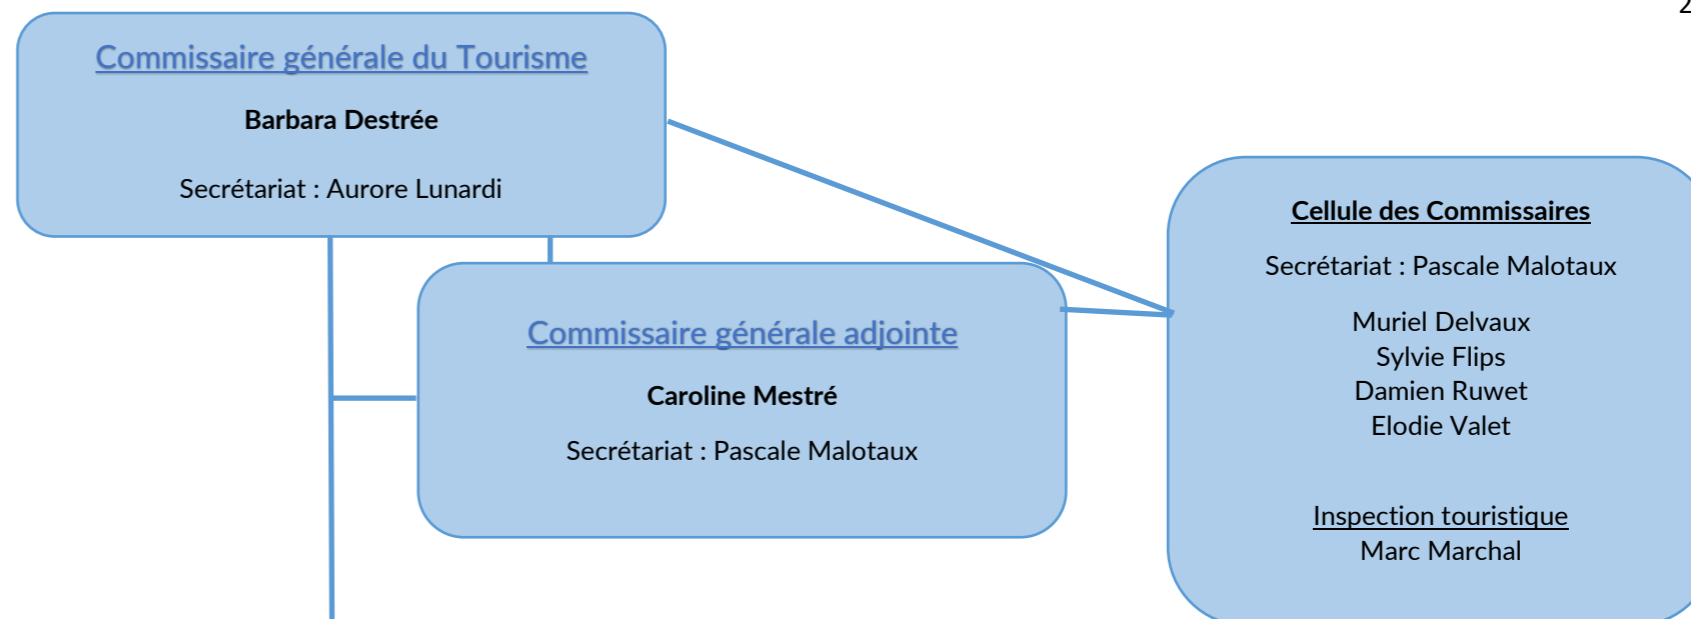 2
Commissaire générale du Tourisme
Barbara Destrée
Secrétariat : Aurore Lunardi
Commissaire générale adjointe
Caroline Mestré
Secrétariat : Pascale Malotaux
Cellule des Commissaires
Secrétariat : Pascale Malotaux
Muriel Delvaux
Sylvie Flips
Damien Ruwet
Elodie Valet
Inspection touristique
Marc Marchal